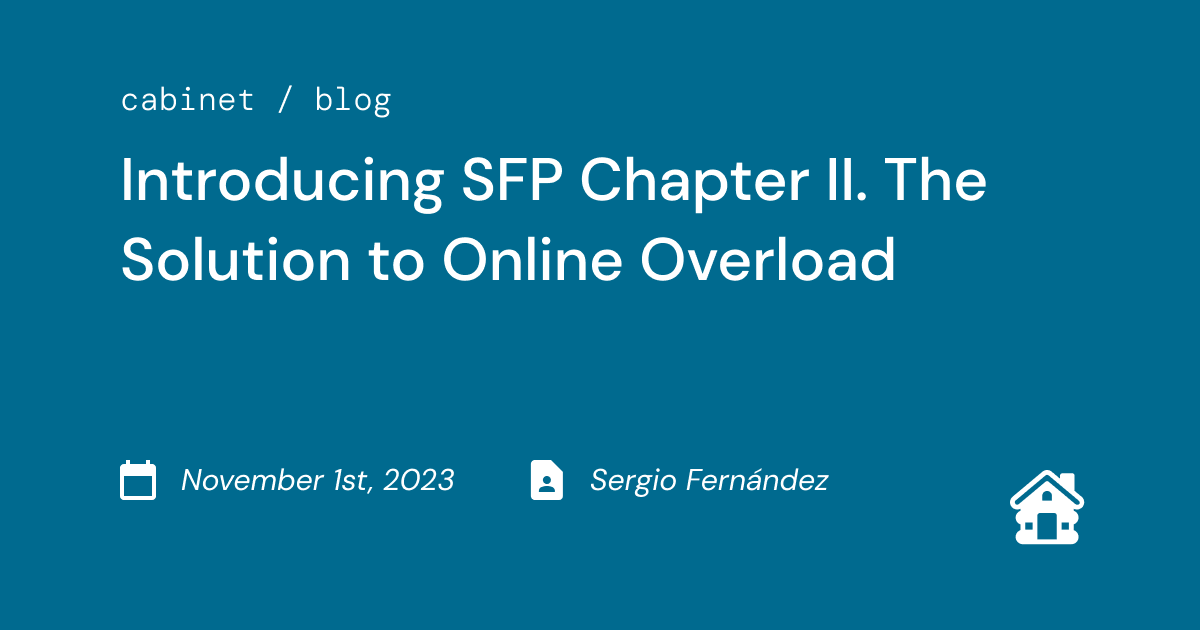 cabinet / blog
Introducing SFP Chapter II. The
Solution to Online Overload
November 1st, 2023
Sergio Fernández